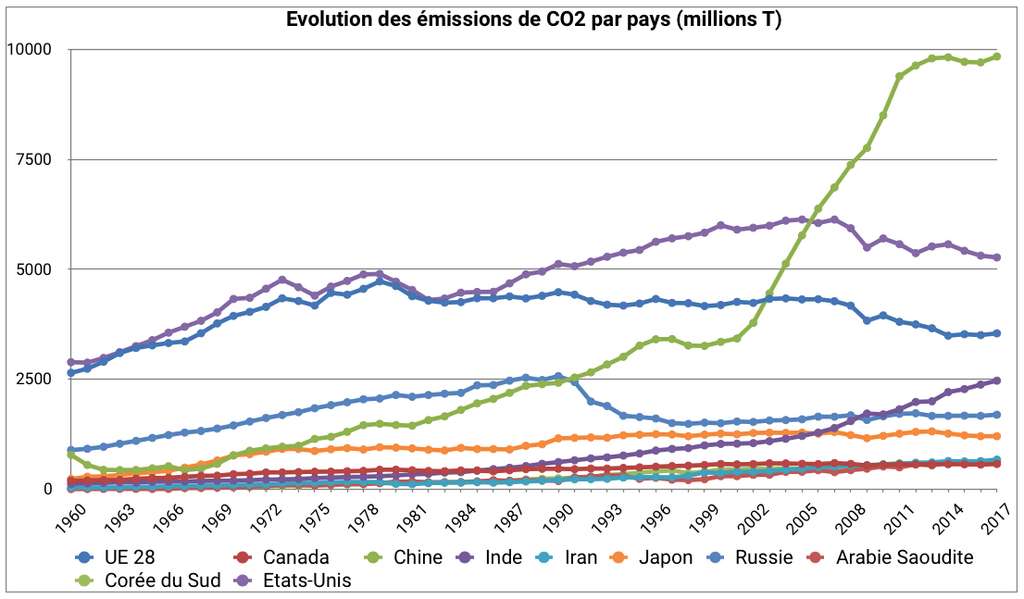 Evolution des émissions de CO2 par pays (millions T)
10000
7500
5000
2500
0
1960 1963 1966 1969 1972 1975 1978 1981 1984 1987 1990 1993 1996 1999 2002 2005 2008 2011 2014 2017
UE 28 Canada Chine Inde Iran Japon Russie Arabie Saoudite
Corée du Sud Etats-Unis